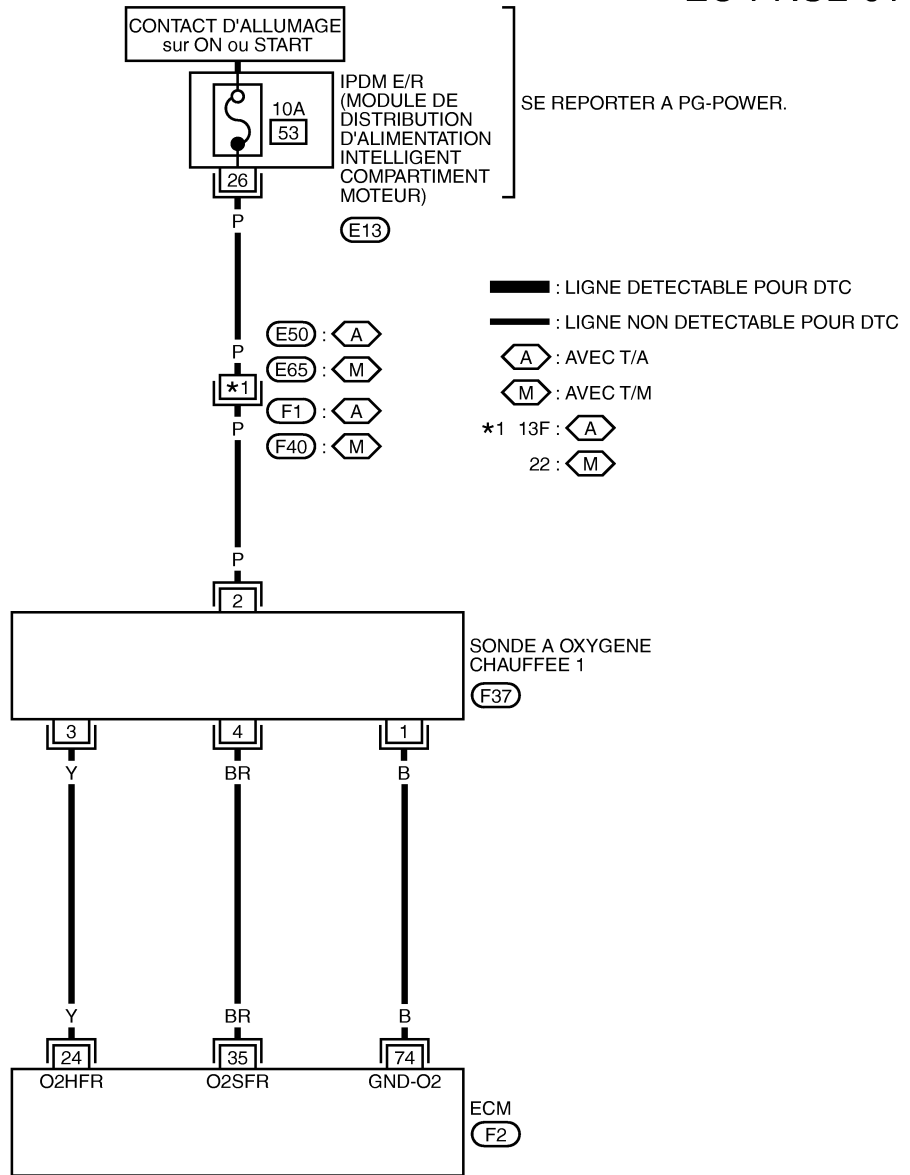 CONTACT D'ALLUMAGE
sur ON ou START
10A
53
IPDM E/R
(MODULE DE
DISTRIBUTION
D'ALIMENTATION
INTELLIGENT
COMPARTIMENT
MOTEUR)
E13
SE REPORTER A PG-POWER.
26
P
P
*1
P
P
E50 : A
E65 : M
F1 : A
F40 : M
: LIGNE DETECTABLE POUR DTC
: LIGNE NON DETECTABLE POUR DTC
A : AVEC T/A
M : AVEC T/M
*1 13F : A
22 : M
2
SONDE A OXYGENE
CHAUFFEE 1
F37
3 4 1
Y BR B
Y BR B
24 35 74
O2HFR O2SFR GND-O2
ECM
F2